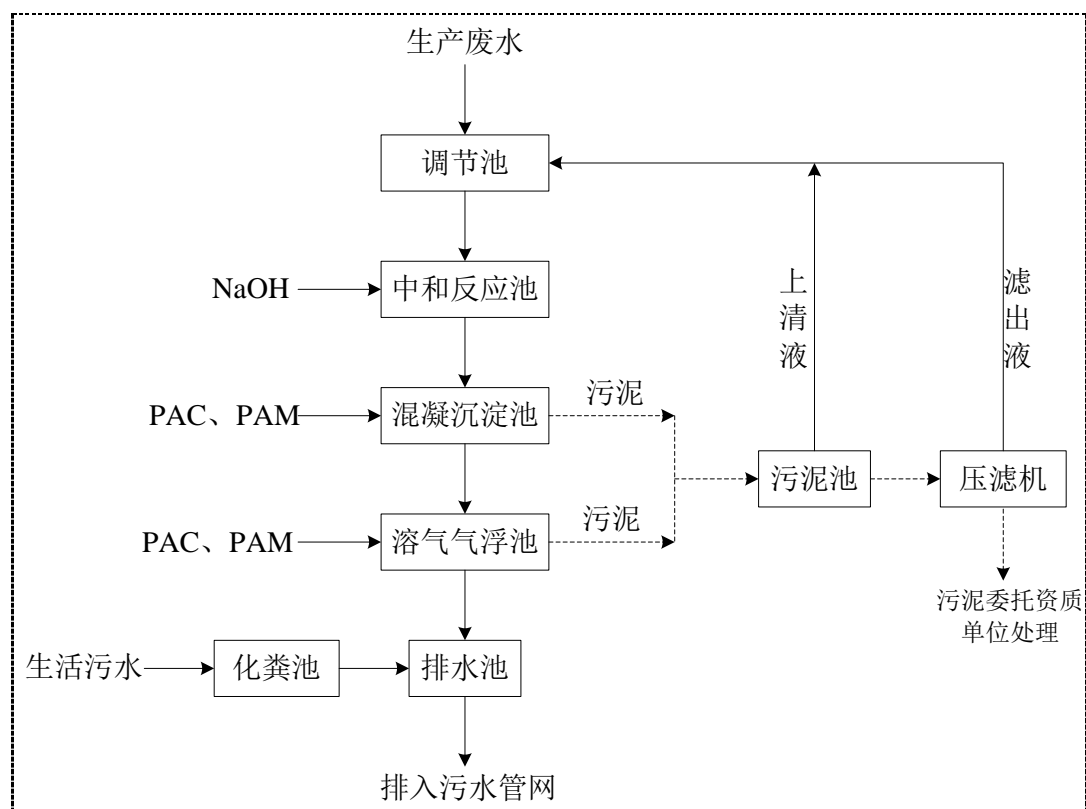 生产废水
调节池
NaOH
中和反应池
上清液
滤出液
PAC、PAM
混凝沉淀池
污泥
污泥池
压滤机
PAC、PAM
溶气气浮池
污泥
污泥委托资质
单位处理
生活污水
化粪池
排水池
排入污水管网